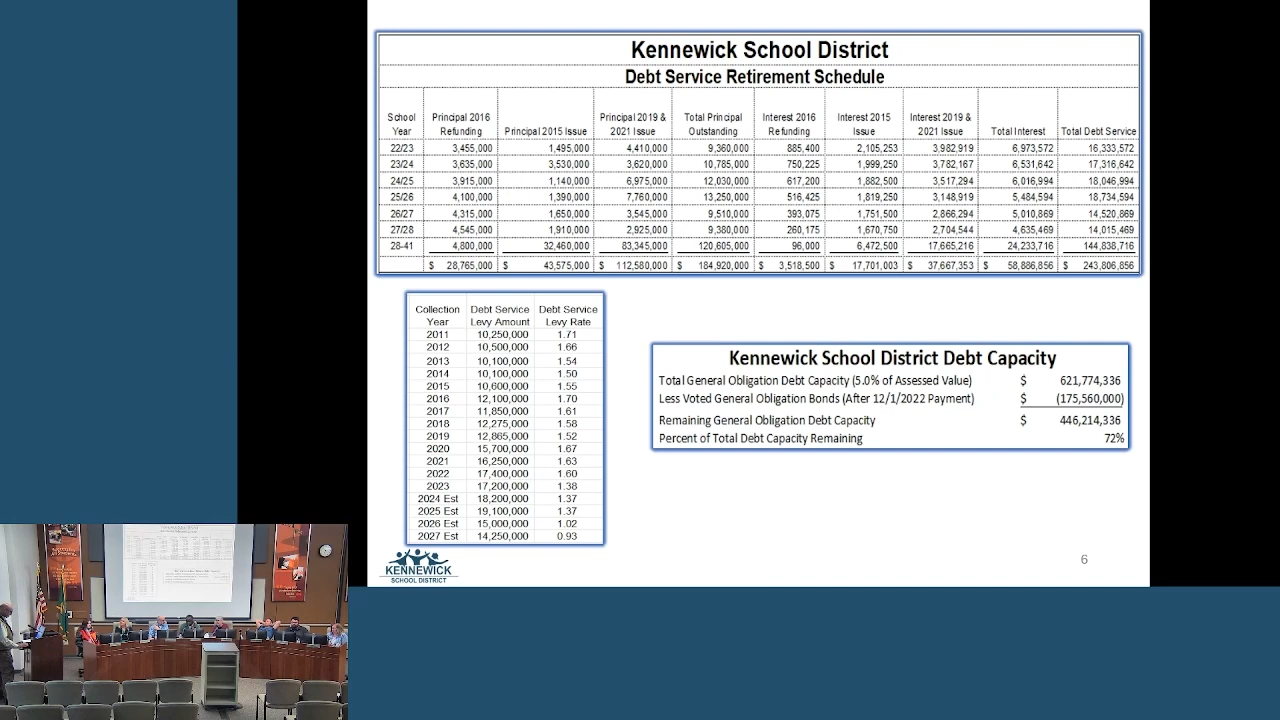 Kennewick School District
Debt Service Retirement Schedule
School Year Principal 2016 Refunding Principal 2015 Issue Principal 2019 & 2021 Issue Total Principal Outstanding Interest 2016 Refunding Interest 2015 Issue Interest 2019 & 2021 Issue Total Interest Total Debt Service
22/23 3,455,000 1,495,000 4,410,000 9,360,000 885,400 2,105,253 3,982,919 6,973,572 16,333,572
23/24 3,635,000 3,530,000 3,620,000 10,785,000 750,225 1,999,250 3,782,167 6,531,642 17,316,642
24/25 3,915,000 1,140,000 6,975,000 12,030,000 617,200 1,882,500 3,517,294 6,016,994 18,046,994
25/26 4,100,000 1,390,000 7,760,000 13,250,000 516,425 1,819,250 3,148,919 5,484,594 18,734,594
26/27 4,315,000 1,650,000 3,545,000 9,510,000 393,075 1,751,500 2,866,294 5,010,869 14,520,869
27/28 4,545,000 1,910,000 2,925,000 9,380,000 260,175 1,670,750 2,704,544 4,635,469 14,015,469
28-41 4,800,000 32,460,000 83,345,000 120,605,000 96,000 6,472,500 17,665,216 24,233,716 144,838,716
$ 28,765,000 $ 43,575,000 $ 112,580,000 $ 184,920,000 $ 3,518,500 $ 17,701,003 $ 37,667,353 $ 58,886,856 $ 243,806,856
Collection Year Debt Service Levy Amount Debt Service Levy Rate
2011 10,250,000 1.71
2012 10,500,000 1.66
2013 10,100,000 1.54
2014 10,100,000 1.50
2015 10,600,000 1.55
2016 12,100,000 1.70
2017 11,850,000 1.61
2018 12,275,000 1.58
2019 12,865,000 1.52
2020 15,700,000 1.67
2021 16,250,000 1.63
2022 17,400,000 1.60
2023 17,200,000 1.38
2024 Est 18,200,000 1.37
2025 Est 19,100,000 1.37
2026 Est 15,000,000 1.02
2027 Est 14,250,000 0.93
Kennewick School District Debt Capacity
Total General Obligation Debt Capacity (5.0% of Assessed Value) $ 621,774,336
Less Voted General Obligation Bonds (After 12/1/2022 Payment) $ (175,560,000)
Remaining General Obligation Debt Capacity $ 446,214,336
Percent of Total Debt Capacity Remaining 72%
KENNEWICK
SCHOOL DISTRICT
6